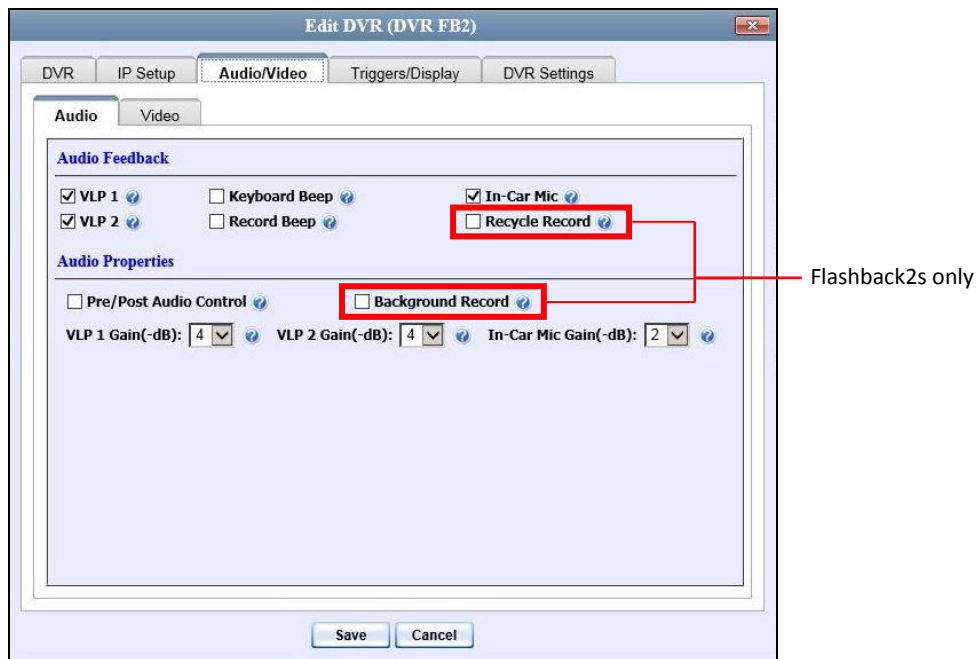 Edit DVR (DVR FB2)
DVR IP Setup Audio/Video Triggers/Display DVR Settings
Audio Video
Audio Feedback
VLP 1 Keyboard Beep In-Car Mic
VLP 2 Record Beep Recycle Record
Flashback2s only
Audio Properties
Pre/Post Audio Control Background Record
VLP 1 Gain(-dB): 4 VLP 2 Gain(-dB): 4 In-Car Mic Gain(-dB): 2
Save Cancel